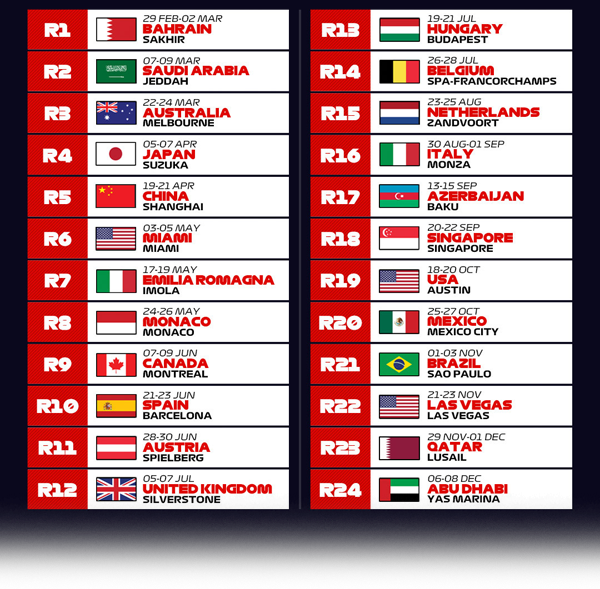 R1
29 FEB-02 MAR
BAHRAIN
SAKHIR
R2
07-09 MAR
SAUDI ARABIA
JEDDAH
R3
22-24 MAR
AUSTRALIA
MELBOURNE
R4
05-07 APR
JAPAN
SUZUKA
R5
19-21 APR
CHINA
SHANGHAI
R6
03-05 MAY
MIAMI
MIAMI
R7
17-19 MAY
EMILIA ROMAGNA
IMOLA
R8
24-26 MAY
MONACO
MONACO
R9
07-09 JUN
CANADA
MONTREAL
R10
21-23 JUN
SPAIN
BARCELONA
R11
28-30 JUN
AUSTRIA
SPIELBERG
R12
05-07 JUL
UNITED KINGDOM
SILVERSTONE
R13
19-21 JUL
HUNGARY
BUDAPEST
R14
26-28 JUL
BELGIUM
SPA-FRANCORCHAMPS
R15
23-25 AUG
NETHERLANDS
ZANDVOORT
R16
30 AUG-01 SEP
ITALY
MONZA
R17
13-15 SEP
AZERBAIJAN
BAKU
R18
20-22 SEP
SINGAPORE
SINGAPORE
R19
18-20 OCT
USA
AUSTIN
R20
25-27 OCT
MEXICO
MEXICO CITY
R21
01-03 NOV
BRAZIL
SAO PAULO
R22
21-23 NOV
LAS VEGAS
LAS VEGAS
R23
29 NOV-01 DEC
QATAR
LUSAIL
R24
06-08 DEC
ABU DHABI
YAS MARINA